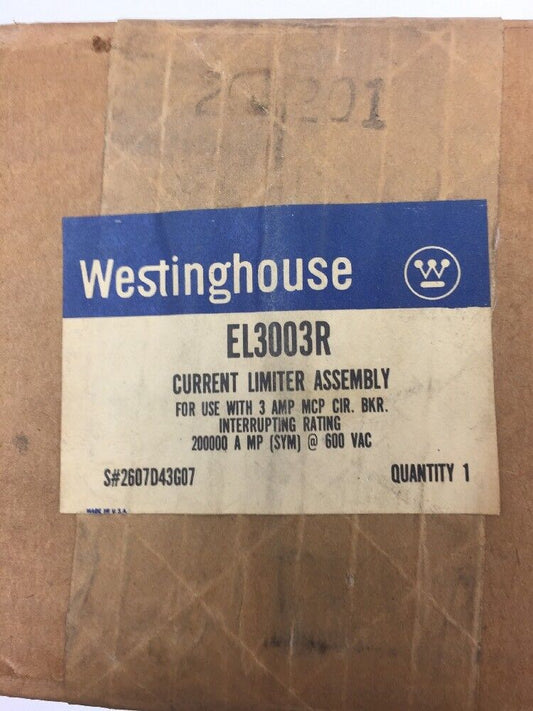 Westinghouse
EL3003R
CURRENT LIMITER ASSEMBLY
FOR USE WITH 3 AMP MCP CIR. BKR.
INTERRUPTING RATING
200000 A MP (SYM) @ 600 VAC
S#2607D43G07 QUANTITY 1
MADE IN U.S.A.